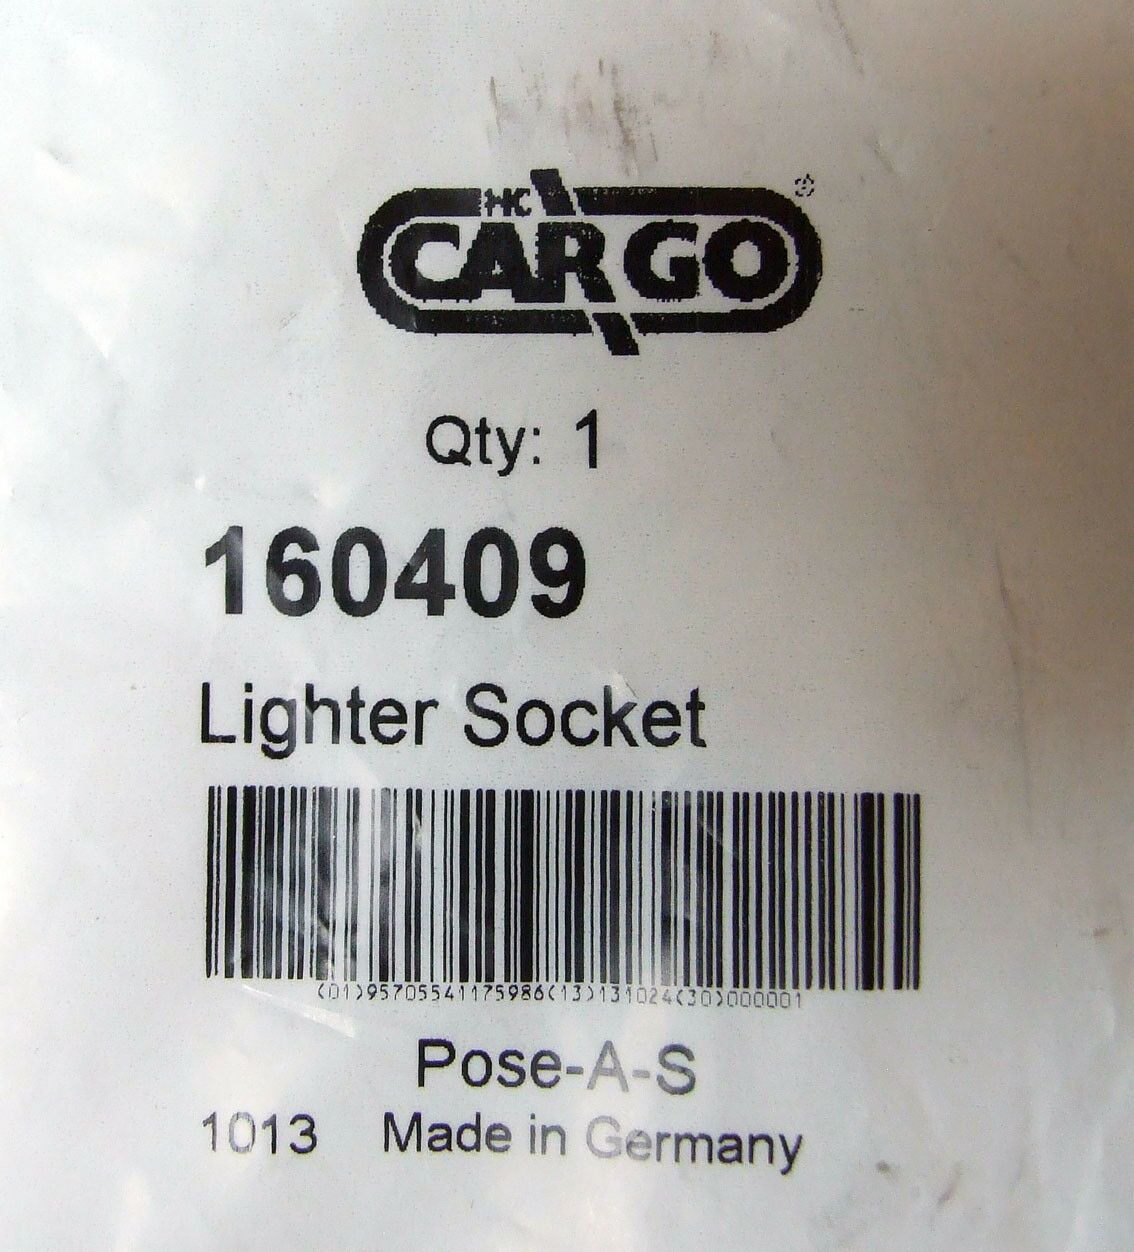 HC
CARGO ®
Qty: 1
160409
Lighter Socket
(01)95705541175986(13)131024(30)000001
Pose-A-S
1013 Made in Germany